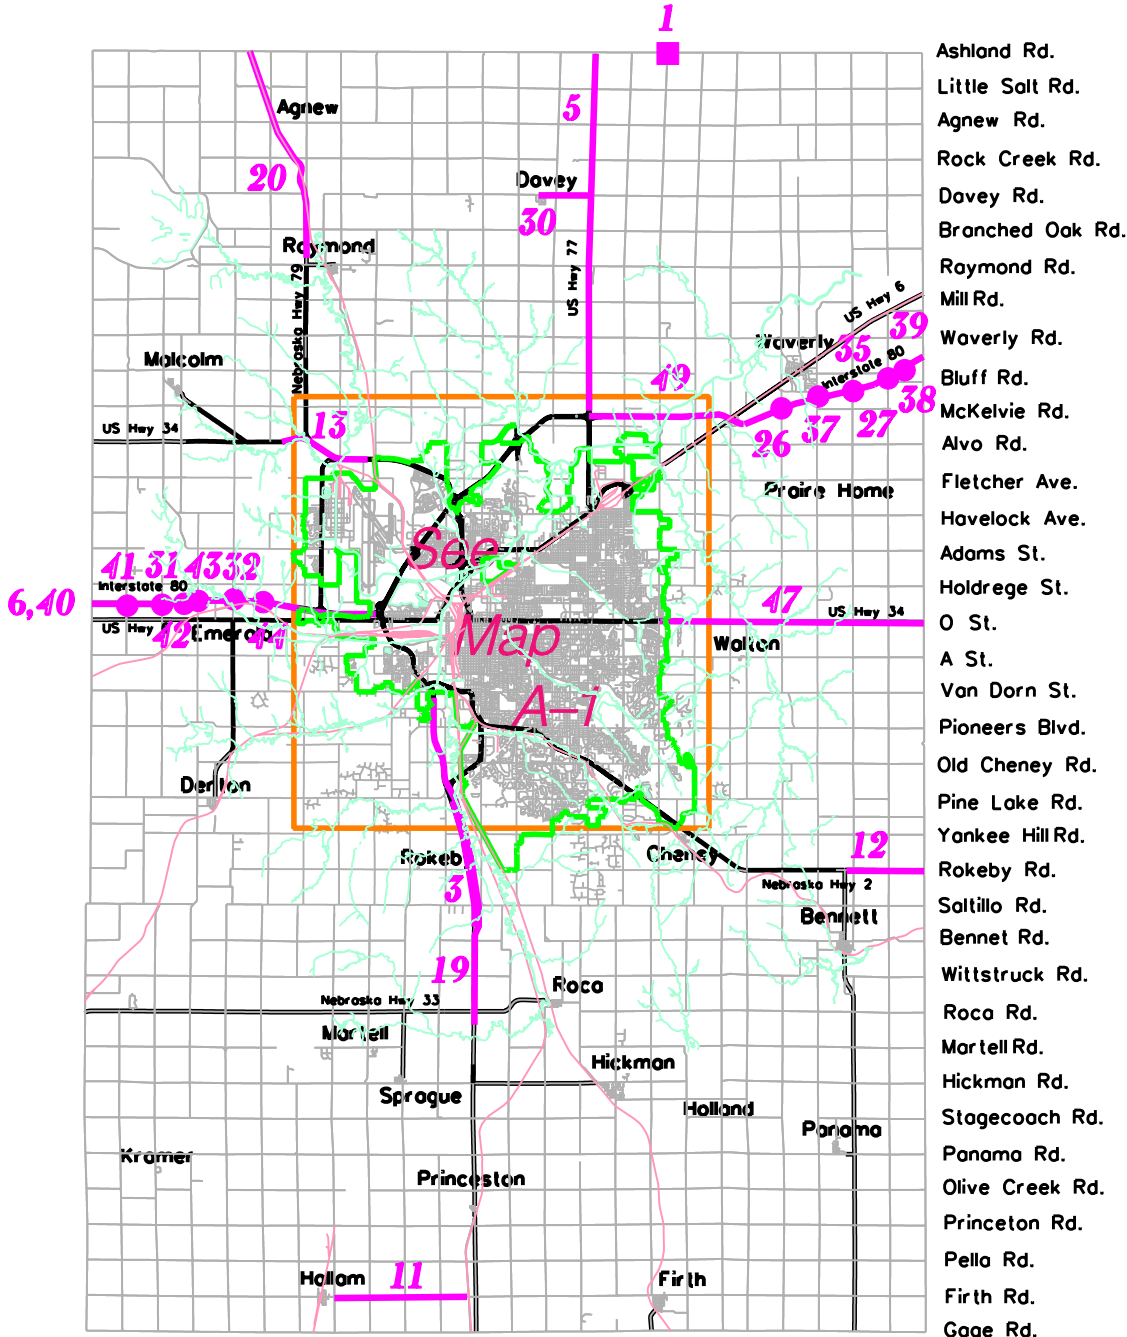 1
Ashland Rd.
Little Salt Rd.
Agnew
5
Agnew Rd.
Rock Creek Rd.
20
Davey
Davey Rd.
30
Branched Oak Rd.
Raymond
US Hwy 77
Raymond Rd.
Nebraska Hwy 79
US Hwy 6
Mill Rd.
39
Waverly
35
Waverly Rd.
Malcolm
Interstate 80
49
38
Bluff Rd.
McKelvie Rd.
US Hwy 34
13
26
37
27
Alvo Rd.
Prairie Home
Fletcher Ave.
Havelock Ave.
See
Adams St.
41 31 43 32
Interstate 80
Holdrege St.
6,40
47
US Hwy 34
O St.
US Hwy
42
Emerald
44
Map
Walton
A St.
Van Dorn St.
A-i
Pioneers Blvd.
Old Cheney Rd.
Denton
Pine Lake Rd.
Yankee Hill Rd.
Rokeb
Cheney
12
Rokeby Rd.
3
Nebraska Hwy 2
Saltillo Rd.
Bennett
Bennet Rd.
19
Wittstruck Rd.
Roca
Nebraska Hwy 33
Roca Rd.
Martell
Martell Rd.
Hickman
Hickman Rd.
Sprague
Holland
Stagecoach Rd.
Panama
Kramer
Panama Rd.
Princeston
Olive Creek Rd.
Princeton Rd.
Pella Rd.
Hallam
11
Firth
Firth Rd.
Gage Rd.